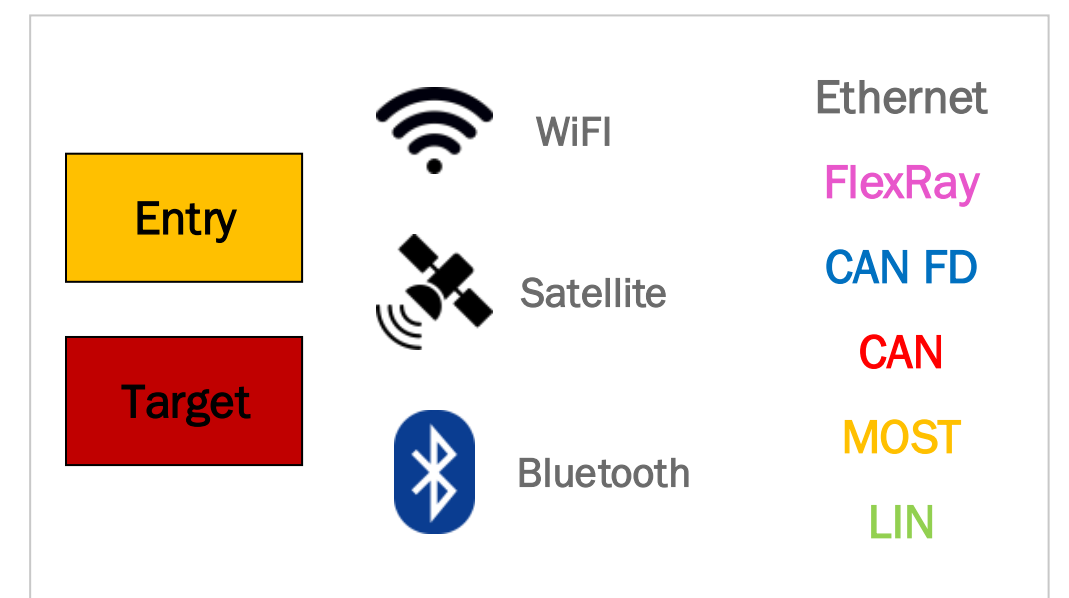 Entry
Target
WiFI
Satellite
Bluetooth
Ethernet
FlexRay
CAN FD
CAN
MOST
LIN